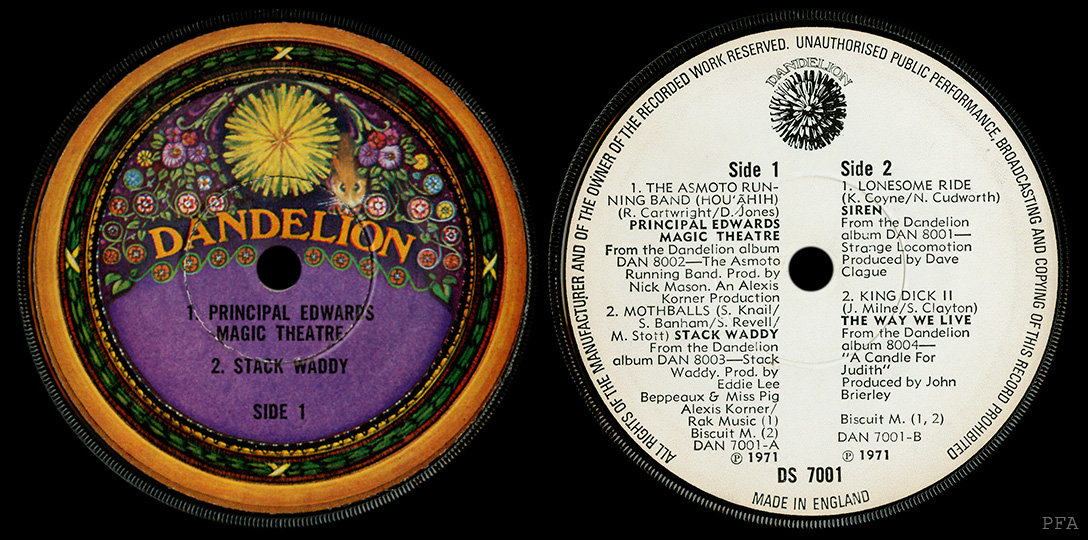 DANDELION
1. PRINCIPAL EDWARDS
MAGIC THEATRE
2. STACK WADDY
SIDE 1
ALL RIGHTS OF THE MANUFACTURER AND OF THE OWNER OF THE RECORDED WORK RESERVED. UNAUTHORISED PUBLIC PERFORMANCE, BROADCASTING AND COPYING OF THIS RECORD PROHIBITED
DANDELION
Side 1
1. THE ASMOTO RUN-
NING BAND (HOU'AHIH)
(R. Cartwright/D. Jones)
PRINCIPAL EDWARDS
MAGIC THEATRE
From the Dandelion album
DAN 8002—The Asmoto
Running Band. Prod. by
Nick Mason. An Alexis
Korner Production
2. MOTHBALLS (S. Knail/
S. Banham/S. Revell/
M. Stott) STACK WADDY
From the Dandelion
album DAN 8003—Stack
Waddy. Prod. by
Eddie Lee
Beppeaux & Miss Pig
Alexis Korner/
Rak Music (1)
Biscuit M. (2)
DAN 7001-A
℗ 1971
Side 2
1. LONESOME RIDE
(K. Coyne/N. Cudworth)
SIREN
From the Dandelion
album DAN 8001—
Strange Locomotion
Produced by Dave
Clague
2. KING DICK II
(J. Milne/S. Clayton)
THE WAY WE LIVE
From the Dandelion
album 8004—
"A Candle For
Judith"
Produced by John
Brierley
Biscuit M. (1, 2)
DAN 7001-B
℗ 1971
DS 7001
MADE IN ENGLAND
PFA